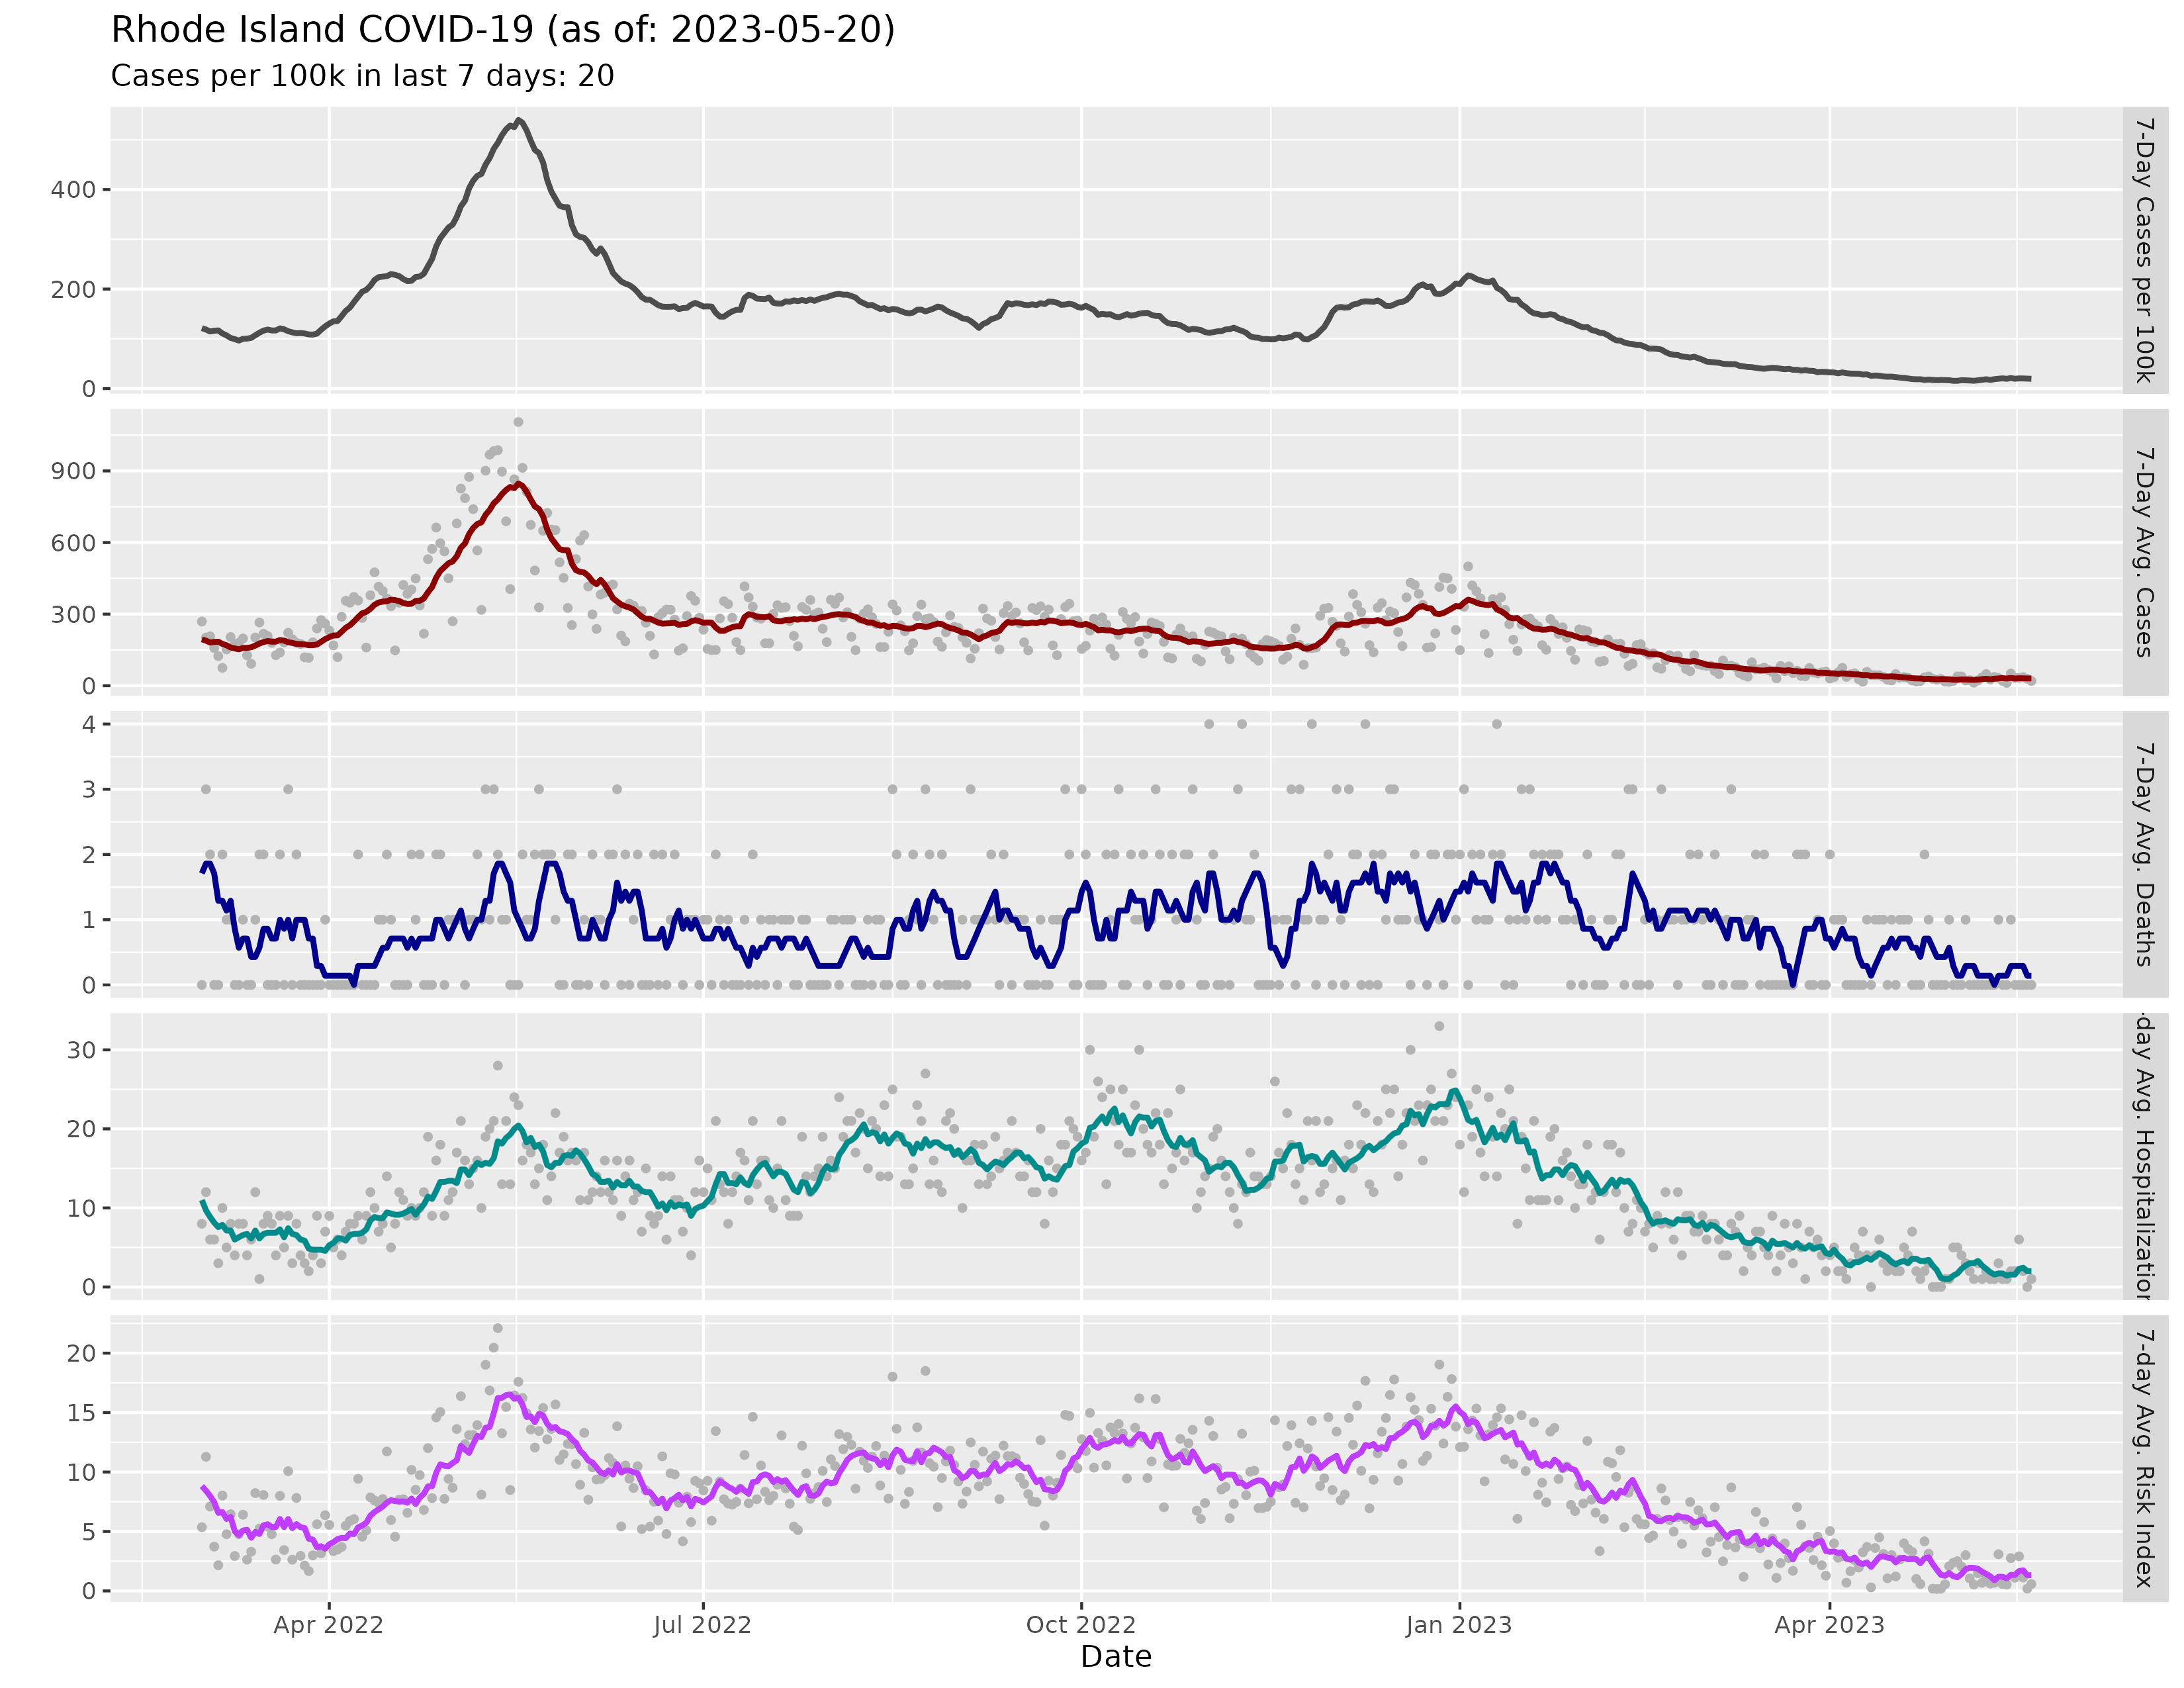 Rhode Island COVID-19 (as of: 2023-05-20)
Cases per 100k in last 7 days: 20
400
200
0
7-Day Cases per 100k
900
600
300
0
7-Day Avg. Cases
4
3
2
1
0
7-Day Avg. Deaths
30
20
10
0
day Avg. Hospitalization
20
15
10
5
0
7-day Avg. Risk Index
Apr 2022 Jul 2022 Oct 2022 Jan 2023 Apr 2023
Date